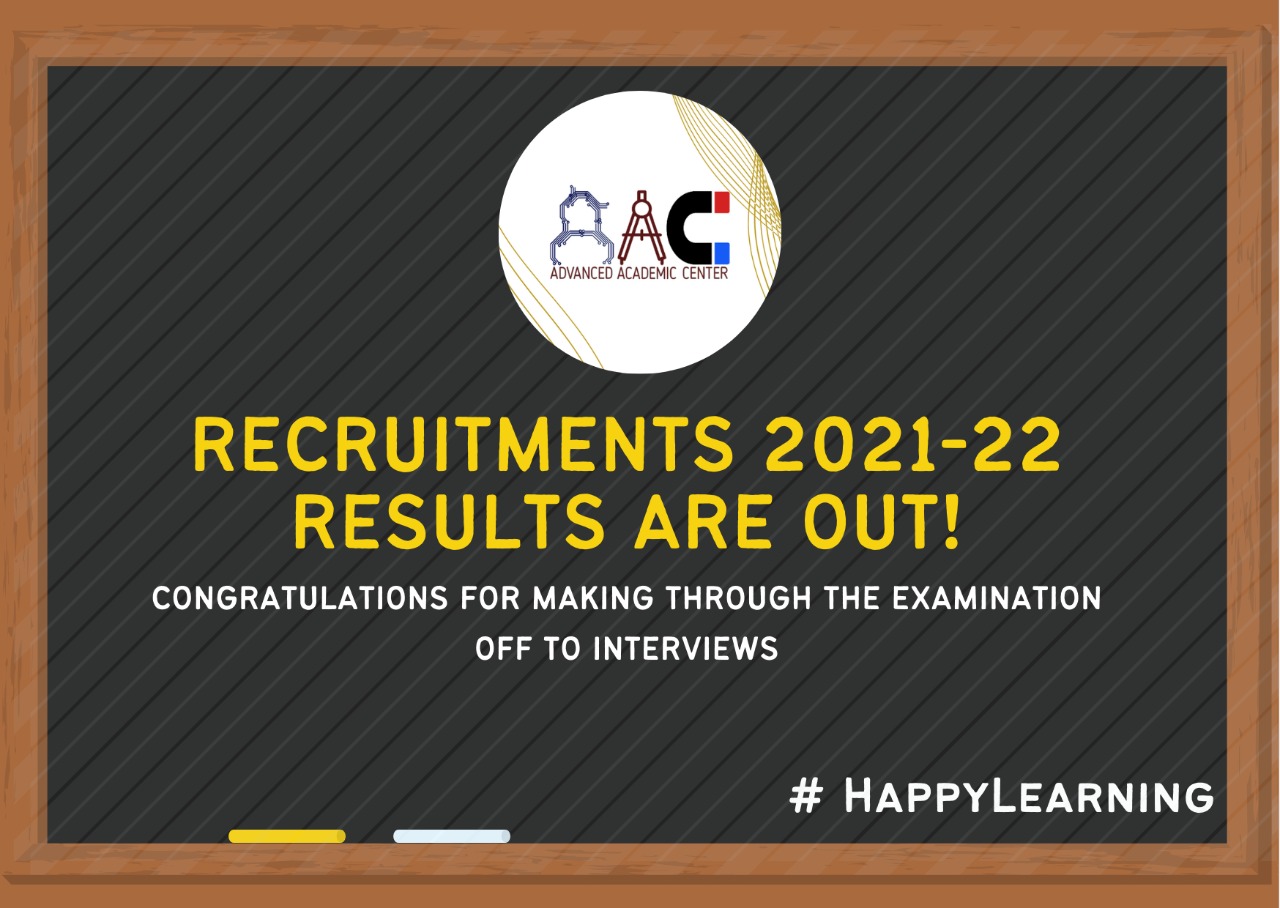 AAC
ADVANCED ACADEMIC CENTER
RECRUITMENTS 2021-22
RESULTS ARE OUT!
CONGRATULATIONS FOR MAKING THROUGH THE EXAMINATION
OFF TO INTERVIEWS
# HAPPYLEARNING